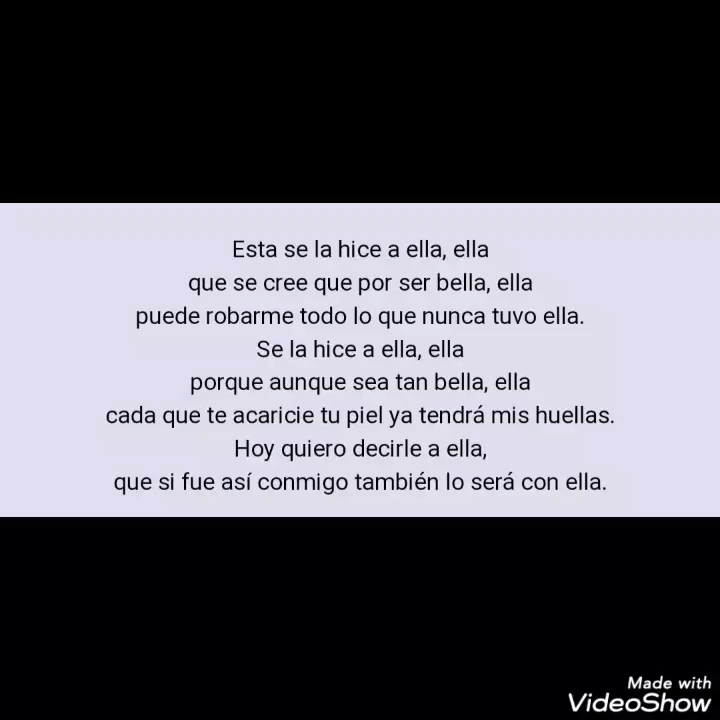 Esta se la hice a ella, ella
que se cree que por ser bella, ella
puede robarme todo lo que nunca tuvo ella.
Se la hice a ella, ella
porque aunque sea tan bella, ella
cada que te acaricie tu piel ya tendrá mis huellas.
Hoy quiero decirle a ella,
que si fue así conmigo también lo será con ella.
Made with
VideoShow